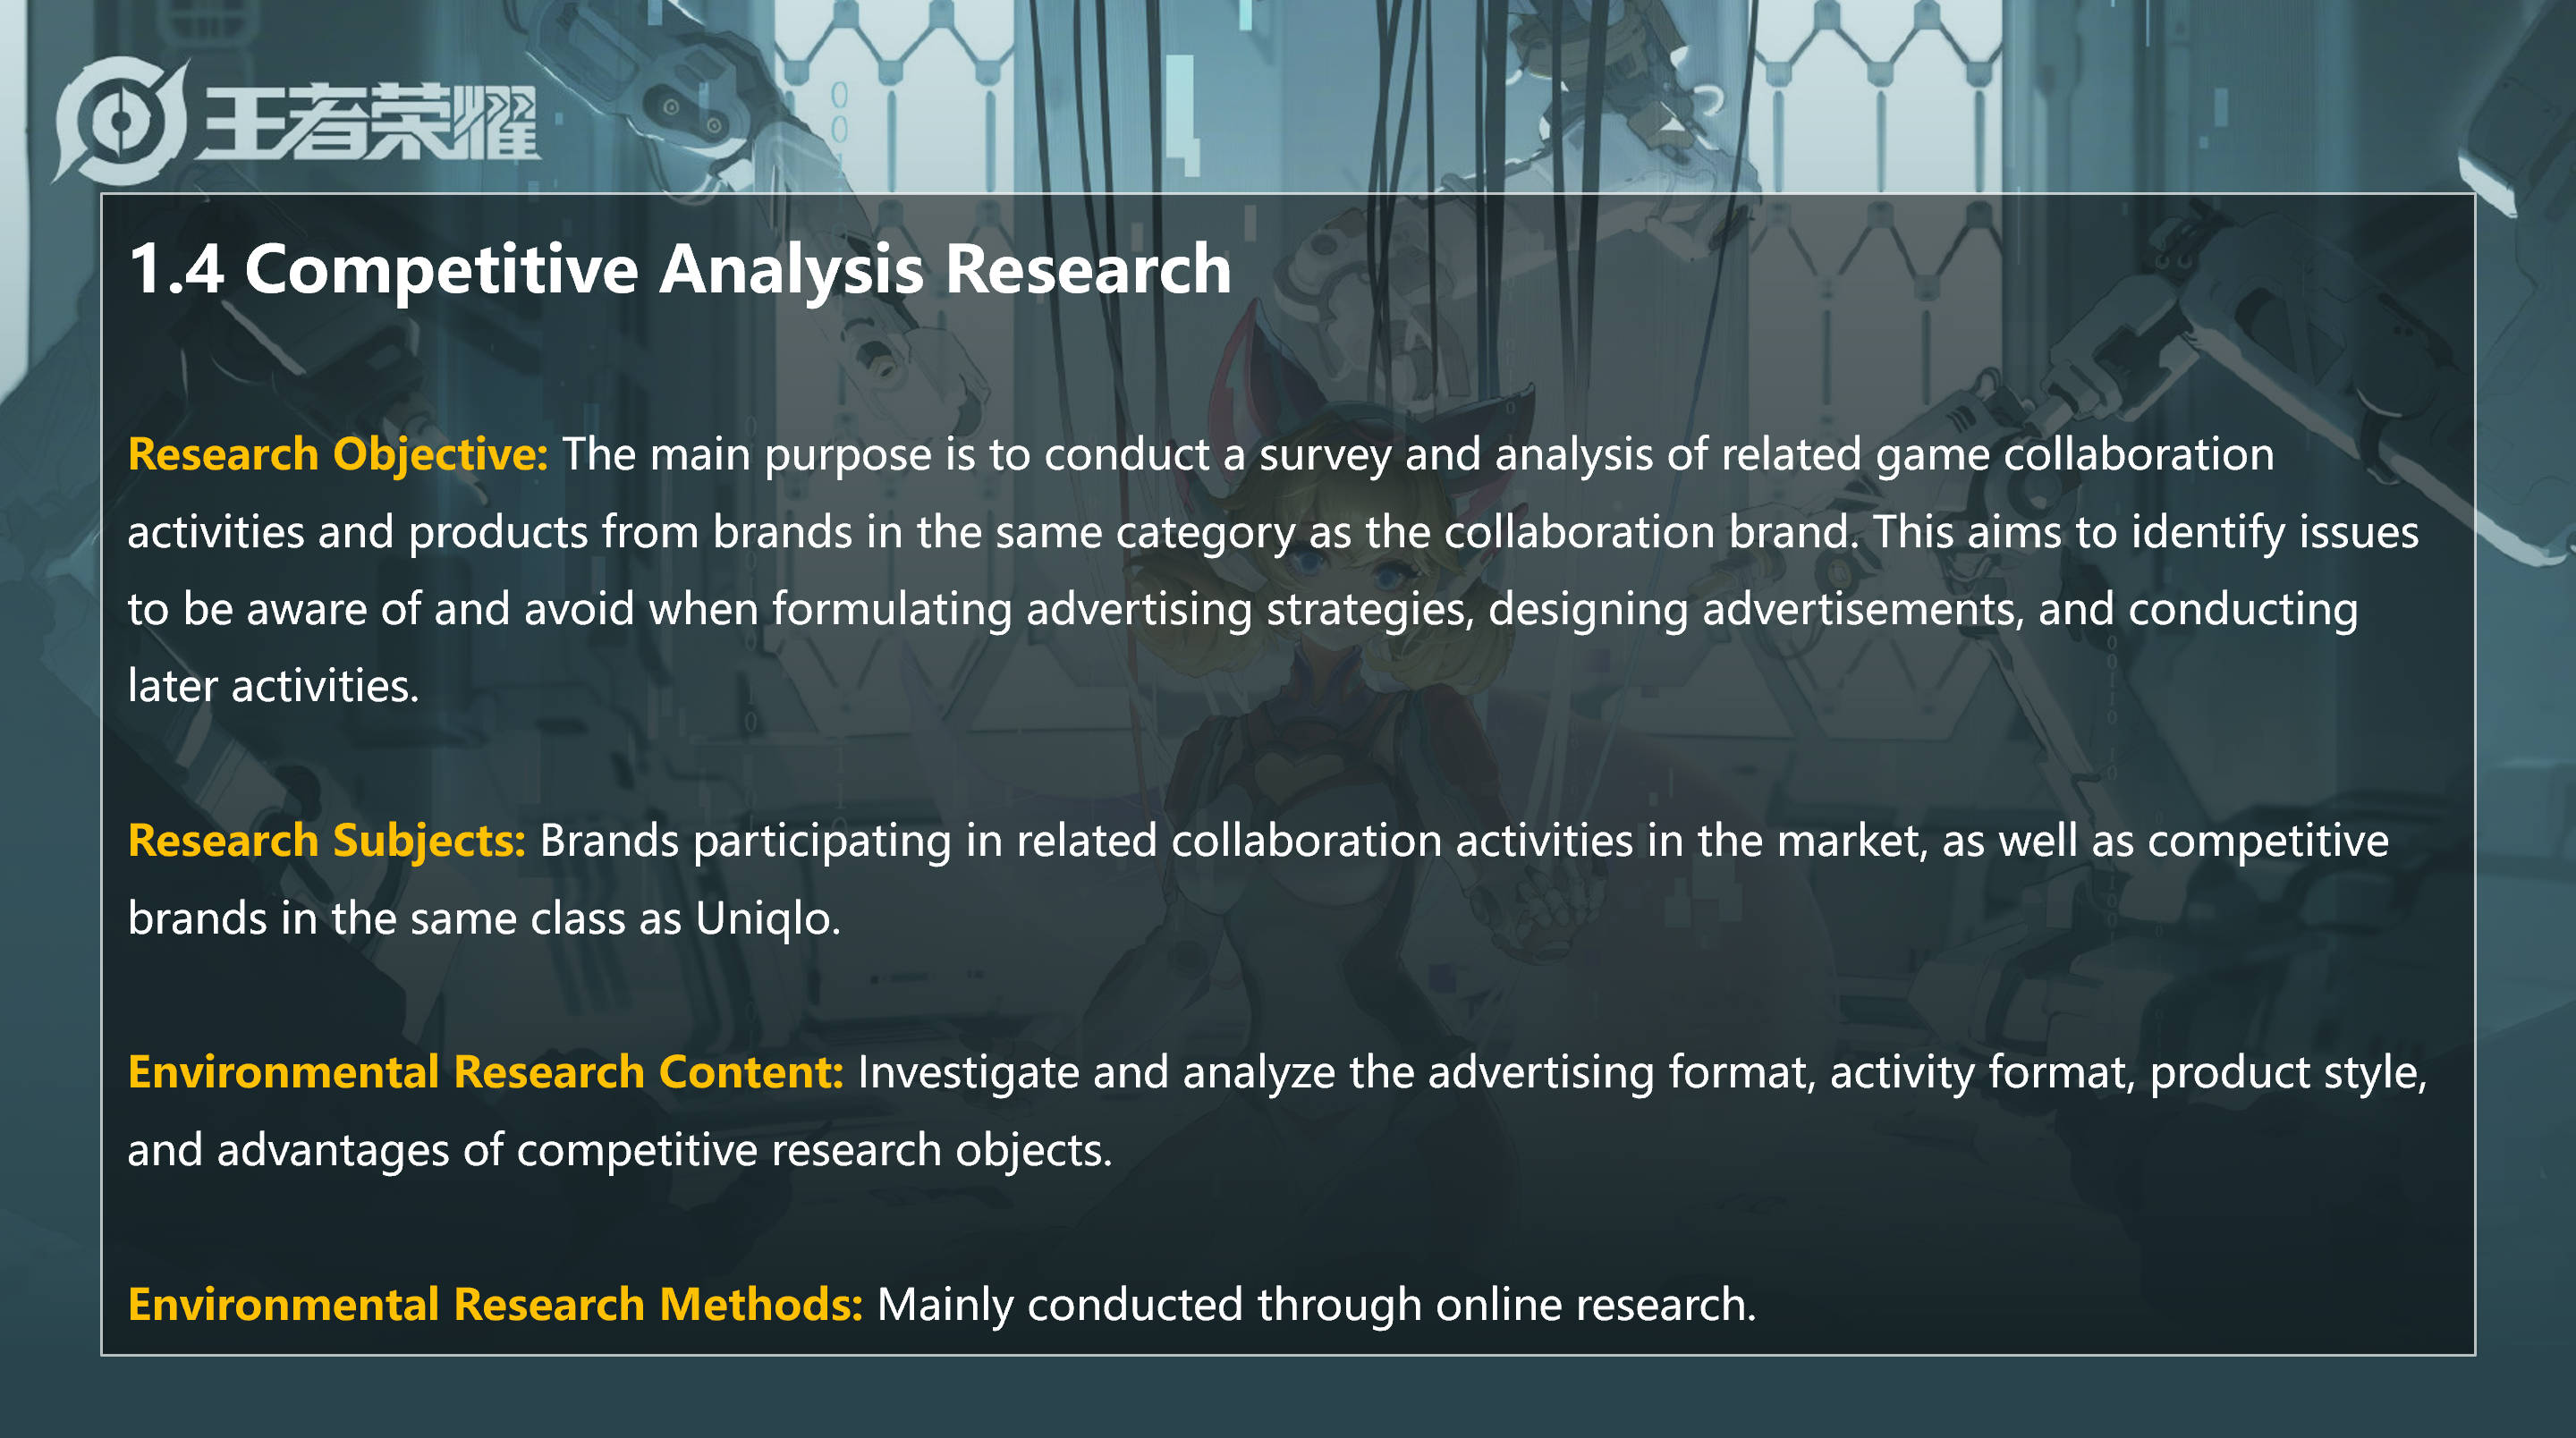 王者荣耀
1.4 Competitive Analysis Research
Research Objective: The main purpose is to conduct a survey and analysis of related game collaboration
activities and products from brands in the same category as the collaboration brand. This aims to identify issues
to be aware of and avoid when formulating advertising strategies, designing advertisements, and conducting
later activities.
Research Subjects: Brands participating in related collaboration activities in the market, as well as competitive
brands in the same class as Uniqlo.
Environmental Research Content: Investigate and analyze the advertising format, activity format, product style,
and advantages of competitive research objects.
Environmental Research Methods: Mainly conducted through online research.